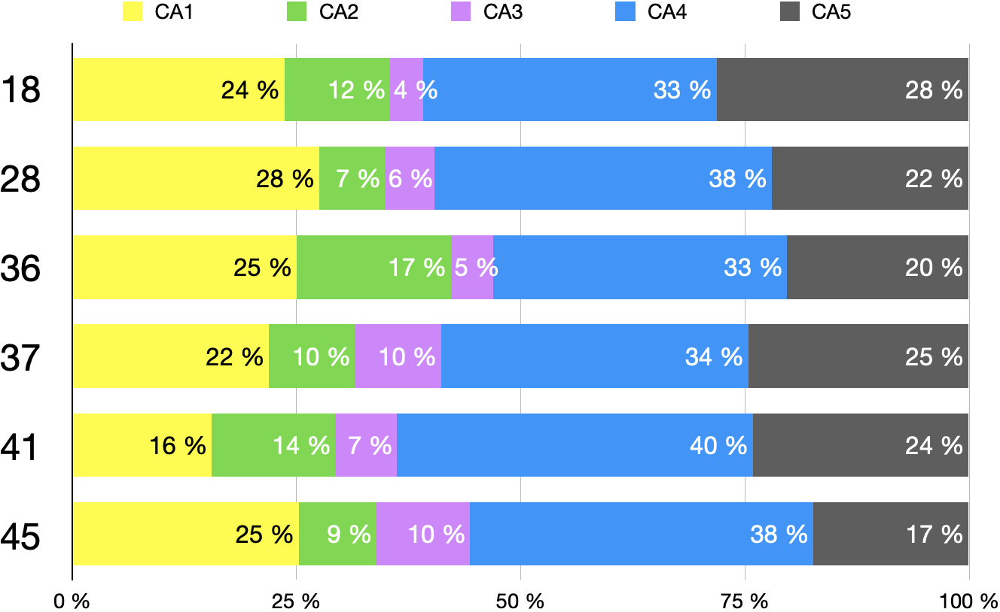 CA1 CA2 CA3 CA4 CA5
18 24 % 12 % 4 % 33 % 28 %
28 28 % 7 % 6 % 38 % 22 %
36 25 % 17 % 5 % 33 % 20 %
37 22 % 10 % 10 % 34 % 25 %
41 16 % 14 % 7 % 40 % 24 %
45 25 % 9 % 10 % 38 % 17 %
0 % 25 % 50 % 75 % 100 %